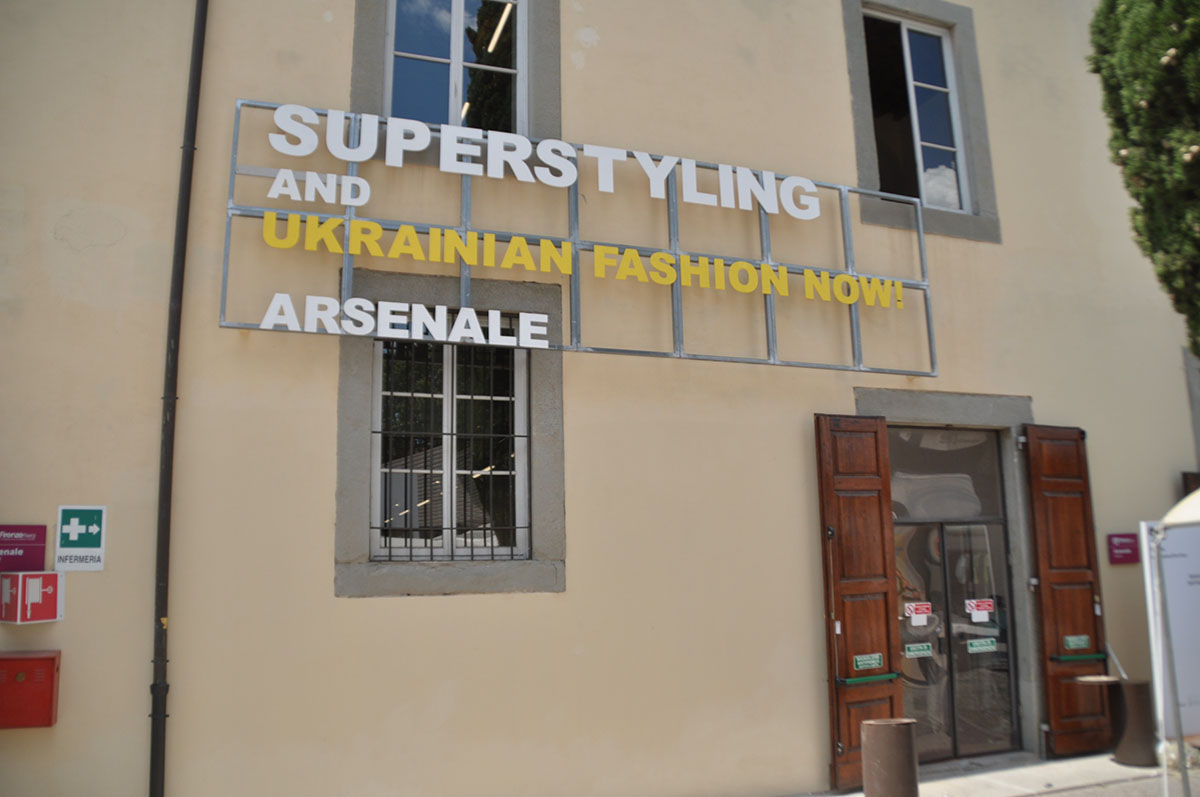 SUPERSTYLING
AND
UKRAINIAN FASHION NOW!
ARSENALE
INFERMERIA